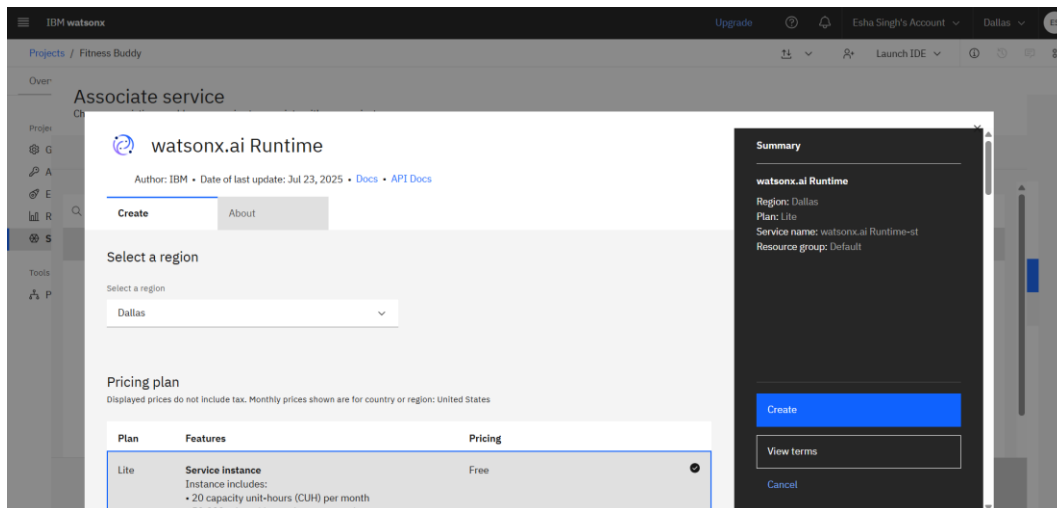 IBM watsonx
Upgrade
Esha Singh's Account
Dallas
Projects / Fitness Buddy
Launch IDE
Over
Associate service
Ch
Projec
G
A
E
R
S
Tools
P
watsonx.ai Runtime
Author: IBM • Date of last update: Jul 23, 2025 • Docs • API Docs
Create
About
Select a region
Select a region
Dallas
Pricing plan
Displayed prices do not include tax. Monthly prices shown are for country or region: United States
Plan Features Pricing
Lite Service instance Free
Instance includes:
• 20 capacity unit-hours (CUH) per month
Summary
watsonx.ai Runtime
Region: Dallas
Plan: Lite
Service name: watsonx.ai Runtime-st
Resource group: Default
Create
View terms
Cancel